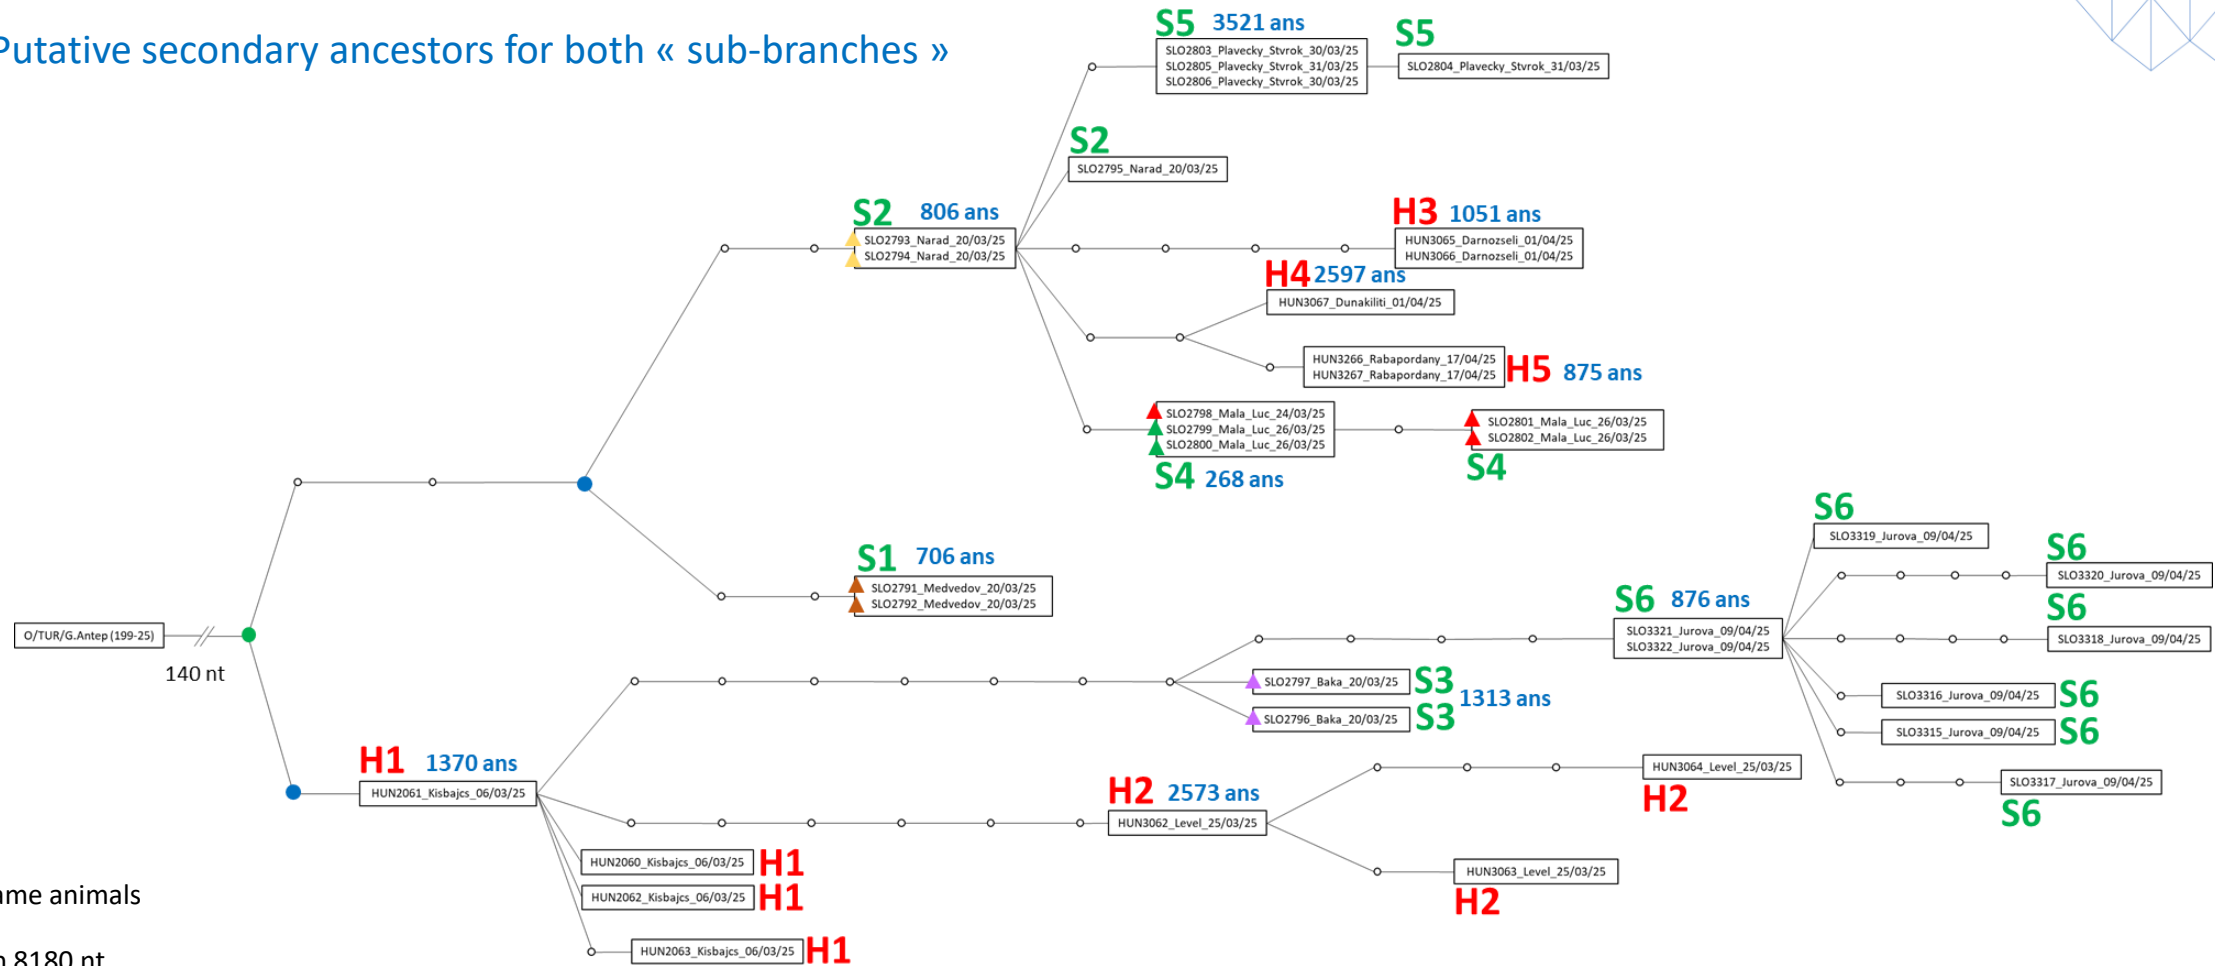 Putative secondary ancestors for both « sub-branches »
S5 3521 ans
SLO2803_Plavecky_Stvrok_30/03/25
SLO2805_Plavecky_Stvrok_31/03/25
SLO2806_Plavecky_Stvrok_30/03/25
S5
SLO2804_Plavecky_Stvrok_31/03/25
S2
SLO2795_Narad_20/03/25
S2 806 ans
SLO2793_Narad_20/03/25
SLO2794_Narad_20/03/25
H3 1051 ans
HUN3065_Darnozseli_01/04/25
HUN3066_Darnozseli_01/04/25
H4 2597 ans
HUN3067_Dunakiliti_01/04/25
HUN3266_Rabapordany_17/04/25
HUN3267_Rabapordany_17/04/25
H5 875 ans
SLO2798_Mala_Luc_24/03/25
SLO2799_Mala_Luc_26/03/25
SLO2800_Mala_Luc_26/03/25
S4 268 ans
SLO2801_Mala_Luc_26/03/25
SLO2802_Mala_Luc_26/03/25
S4
S1 706 ans
SLO2791_Medvedov_20/03/25
SLO2792_Medvedov_20/03/25
O/TUR/G.Antep (199-25)
140 nt
S6
SLO3319_Jurova_09/04/25
S6
SLO3320_Jurova_09/04/25
S6 876 ans
SLO3321_Jurova_09/04/25
SLO3322_Jurova_09/04/25
S6
SLO3318_Jurova_09/04/25
SLO2797_Baka_20/03/25 S3
1313 ans
SLO2796_Baka_20/03/25 S3
SLO3316_Jurova_09/04/25 S6
SLO3315_Jurova_09/04/25 S6
SLO3317_Jurova_09/04/25
S6
H1 1370 ans
HUN2061_Kisbajcs_06/03/25
H2 2573 ans
HUN3062_Level_25/03/25
HUN3064_Level_25/03/25
H2
HUN3063_Level_25/03/25
H2
HUN2060_Kisbajcs_06/03/25 H1
HUN2062_Kisbajcs_06/03/25 H1
HUN2063_Kisbajcs_06/03/25 H1
animals
8180 nt